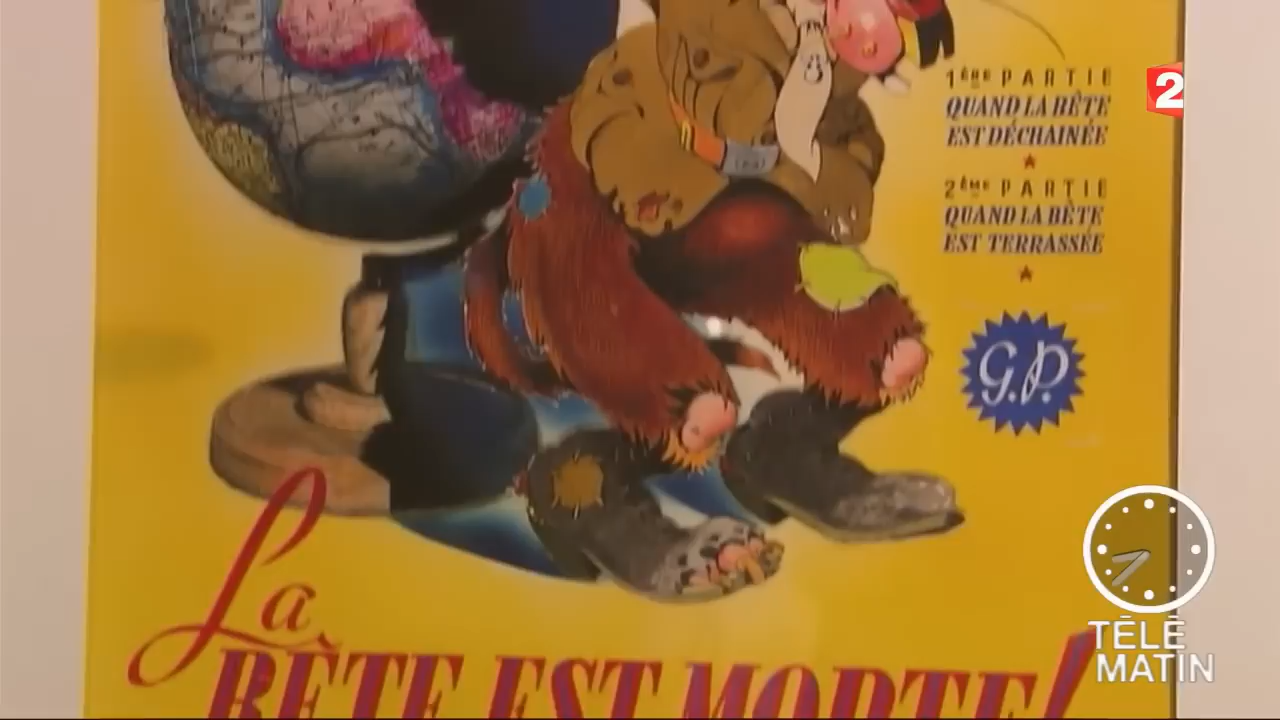 1ÈRE PARTIE
QUAND LA BÊTE
EST DÉCHAINÉE
2ÈME PARTIE
QUAND LA BÊTE
EST TERRASSÉE
G.P.
La
BÊTE EST MORTE!
2
TÉLÉ
MATIN